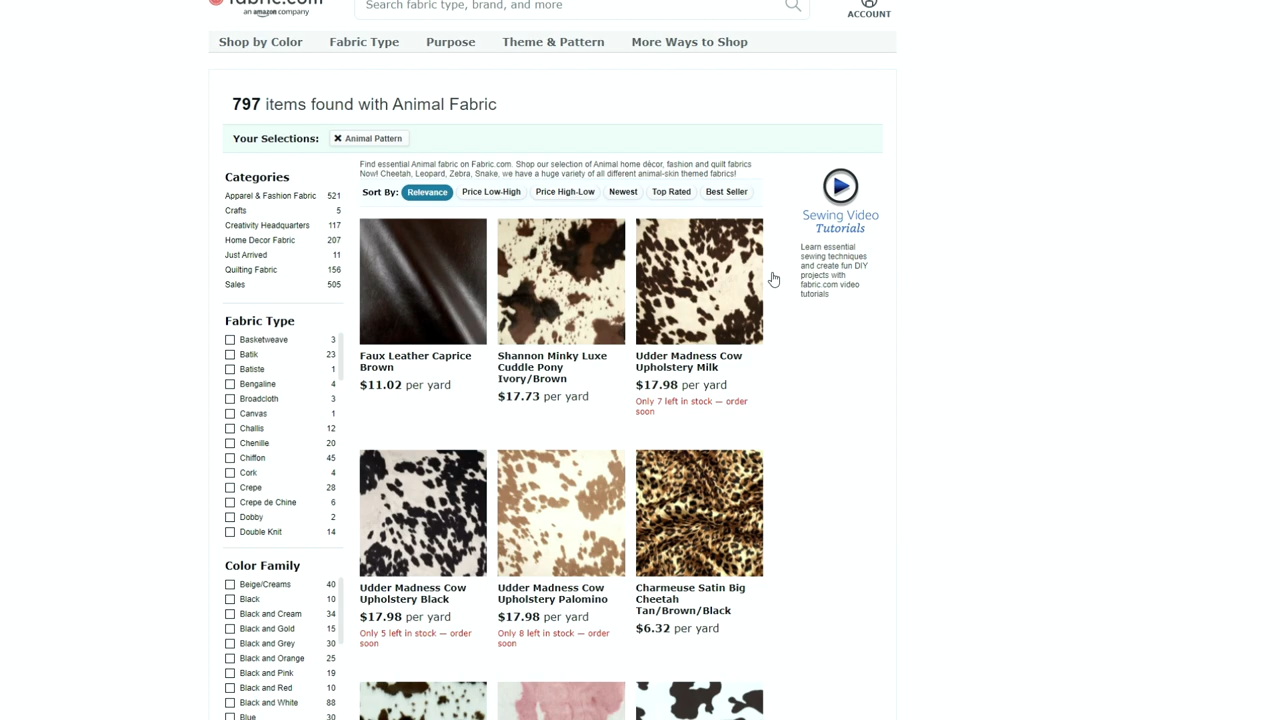 fabric.com
an amazon company
Search fabric type, brand, and more
ACCOUNT
Shop by Color
Fabric Type
Purpose
Theme & Pattern
More Ways to Shop
797 items found with Animal Fabric
Your Selections:
Animal Pattern
Categories
Apparel & Fashion Fabric 521
Crafts 5
Creativity Headquarters 117
Home Decor Fabric 207
Just Arrived 11
Quilting Fabric 156
Sales 505
Fabric Type
Basketweave 3
Batik 23
Batiste 1
Bengaline 4
Broadcloth 3
Canvas 1
Challis 12
Chenille 20
Chiffon 45
Cork 4
Crepe 28
Crepe de Chine 6
Dobby 2
Double Knit 14
Color Family
Beige/Creams 40
Black 10
Black and Cream 34
Black and Gold 15
Black and Grey 30
Black and Orange 25
Black and Pink 19
Black and Red 10
Black and White 88
Blue 30
Find essential Animal fabric on Fabric.com. Shop our selection of Animal home décor, fashion and quilt fabrics
Now! Cheetah, Leopard, Zebra, Snake, we have a huge variety of all different animal-skin themed fabrics!
Sort By:
Relevance
Price Low-High
Price High-Low
Newest
Top Rated
Best Seller
Faux Leather Caprice
Brown
$11.02 per yard
Shannon Minky Luxe
Cuddle Pony
Ivory/Brown
$17.73 per yard
Udder Madness Cow
Upholstery Milk
$17.98 per yard
Only 7 left in stock — order
soon
Udder Madness Cow
Upholstery Black
$17.98 per yard
Only 5 left in stock — order
soon
Udder Madness Cow
Upholstery Palomino
$17.98 per yard
Only 8 left in stock — order
soon
Charmeuse Satin Big
Cheetah
Tan/Brown/Black
$6.32 per yard
Sewing Video
Tutorials
Learn essential
sewing techniques
and create fun DIY
projects with
fabric.com video
tutorials